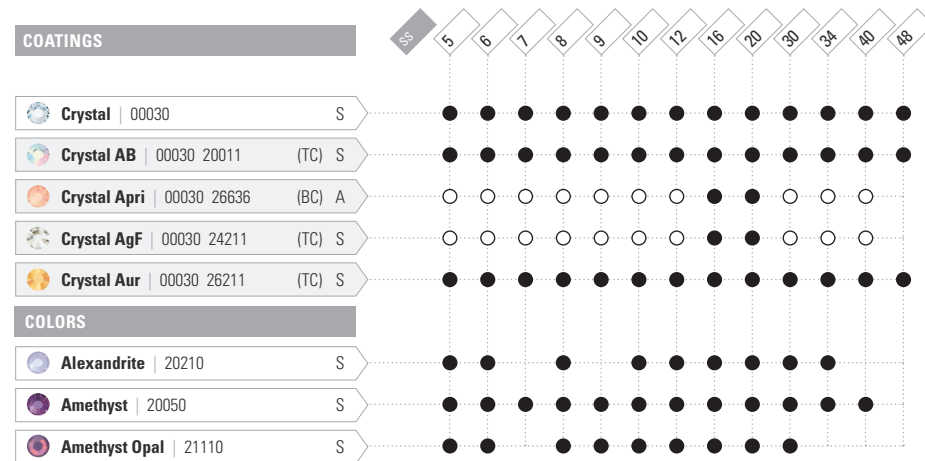 COATINGS SS 5 6 7 8 9 10 12 16 20 30 34 40 48
Crystal | 00030 S
Crystal AB | 00030 20011 (TC) S
Crystal Apri | 00030 26636 (BC) A
Crystal AgF | 00030 24211 (TC) S
Crystal Aur | 00030 26211 (TC) S
COLORS
Alexandrite | 20210 S
Amethyst | 20050 S
Amethyst Opal | 21110 S